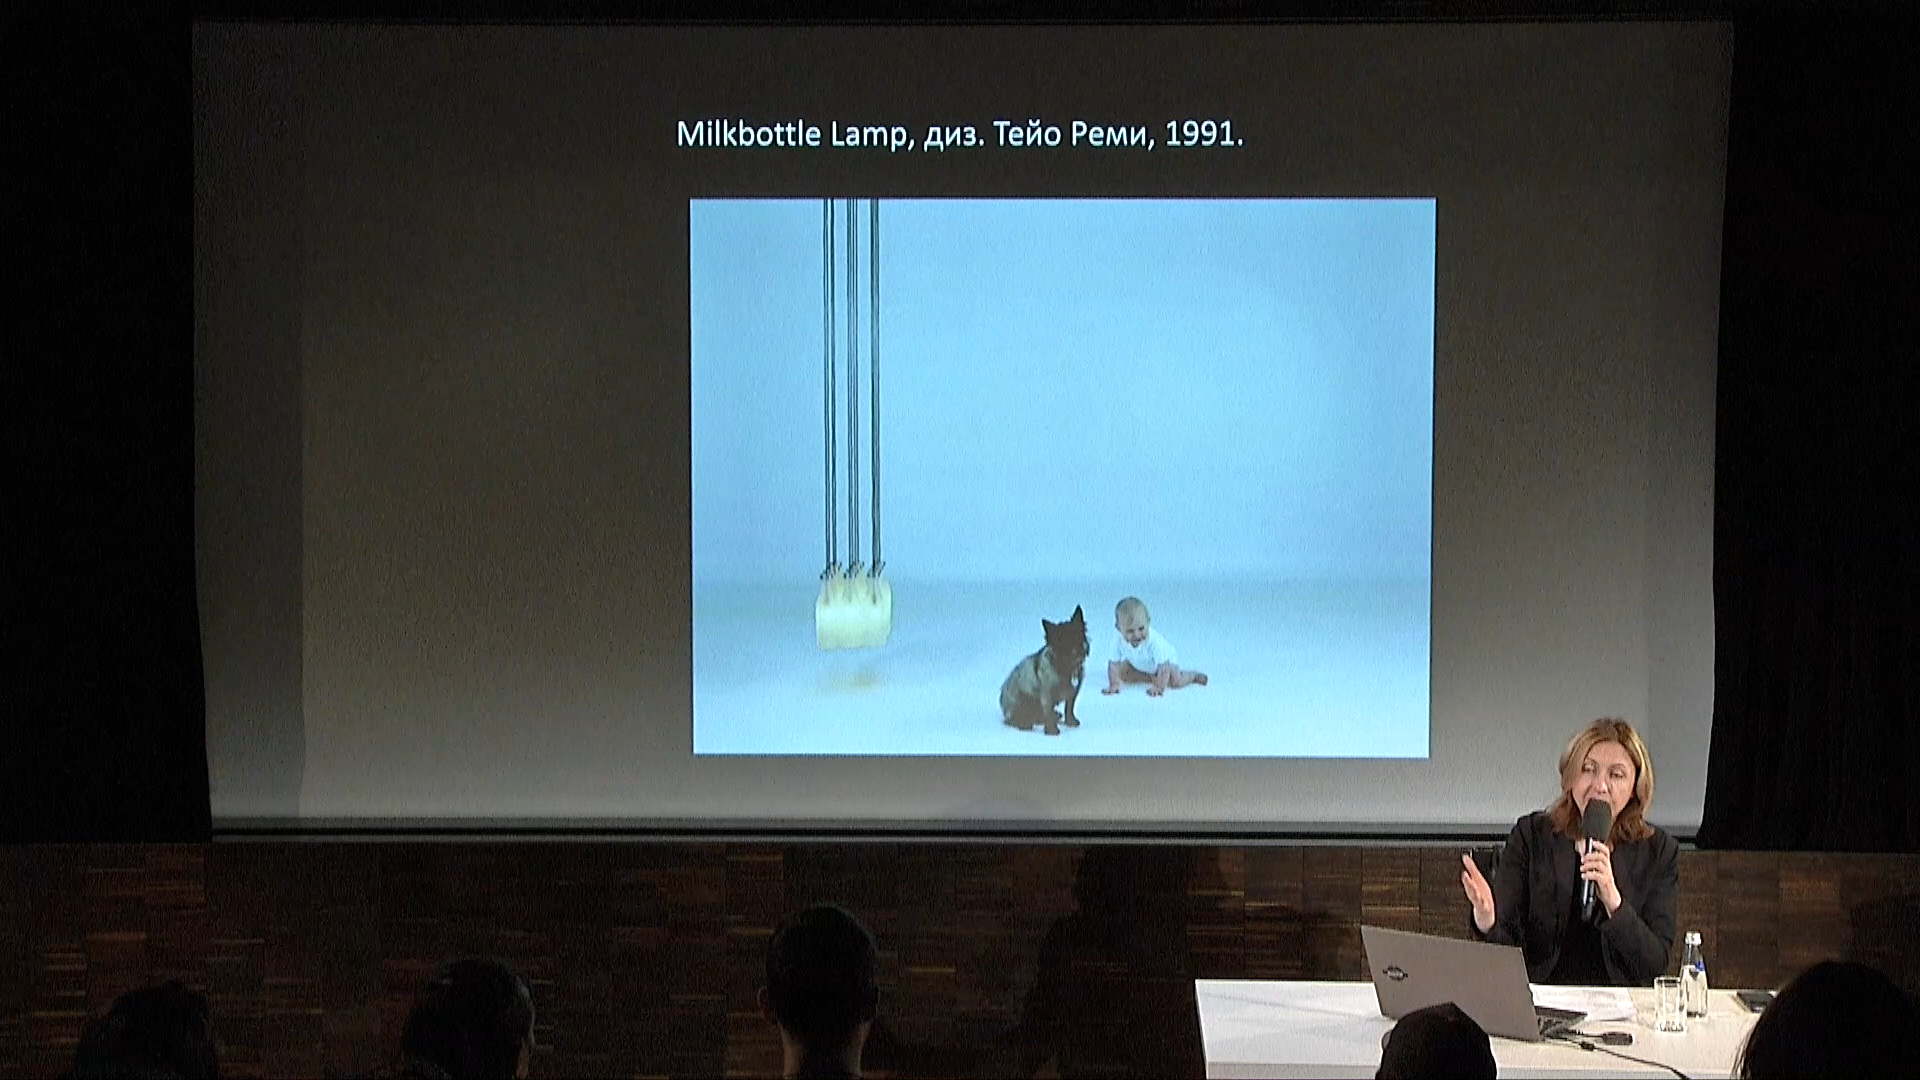 Milkbottle Lamp, диз. Тейо Реми, 1991.